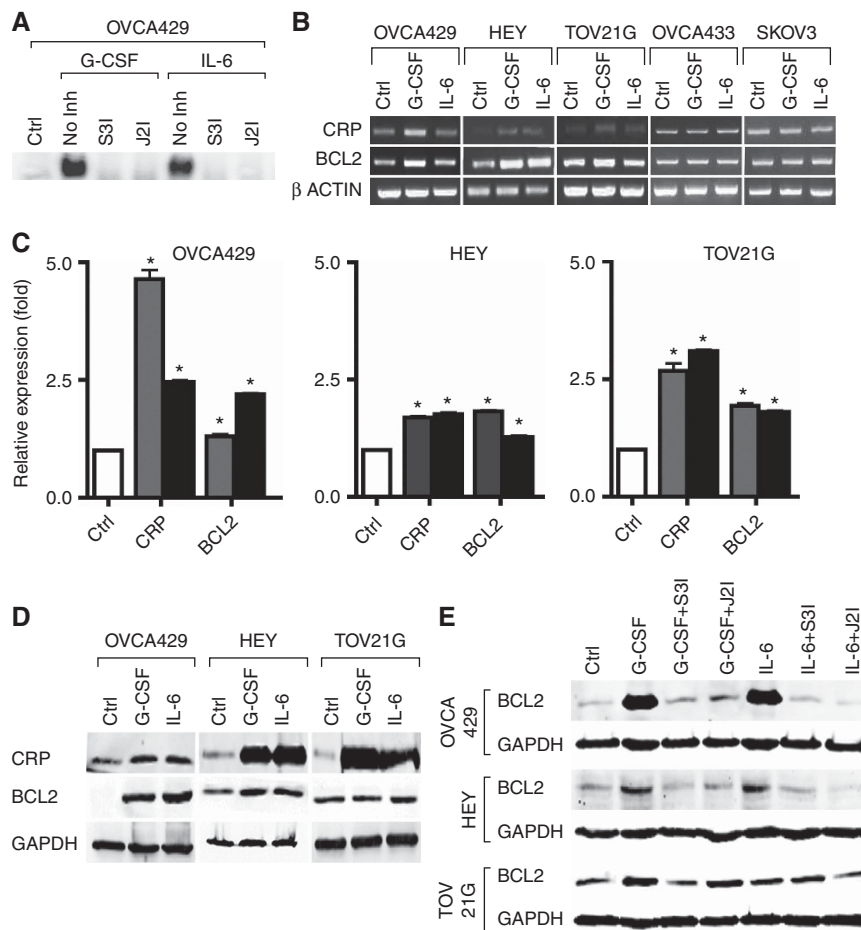 A
OVCA429
G-CSF IL-6
Ctrl No Inh S3I J2I No Inh S3I J2I
B
OVCA429 HEY TOV21G OVCA433 SKOV3
Ctrl G-CSF IL-6 Ctrl G-CSF IL-6 Ctrl G-CSF IL-6 Ctrl G-CSF IL-6 Ctrl G-CSF IL-6
CRP
BCL2
β ACTIN
C
Relative expression (fold)
OVCA429
5.0
2.5
0.0
* * * *
Ctrl CRP BCL2
HEY
5.0
2.5
0.0
* * * *
Ctrl CRP BCL2
TOV21G
5.0
2.5
0.0
* * * *
Ctrl CRP BCL2
D
OVCA429 HEY TOV21G
Ctrl G-CSF IL-6 Ctrl G-CSF IL-6 Ctrl G-CSF IL-6
CRP
BCL2
GAPDH
E
Ctrl G-CSF G-CSF+S3I G-CSF+J2I IL-6 IL-6+S3I IL-6+J2I
OVCA
429
BCL2
GAPDH
HEY
BCL2
GAPDH
TOV
21G
BCL2
GAPDH